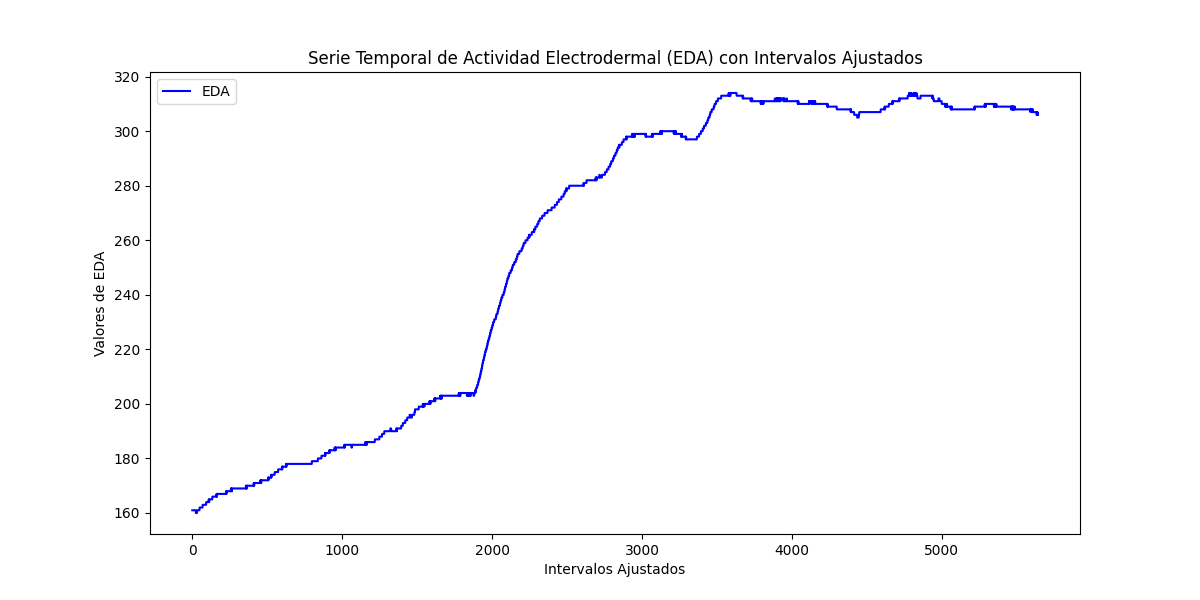 Serie Temporal de Actividad Electrodermal (EDA) con Intervalos Ajustados
EDA
Valores de EDA
320
300
280
260
240
220
200
180
160
0 1000 2000 3000 4000 5000
Intervalos Ajustados